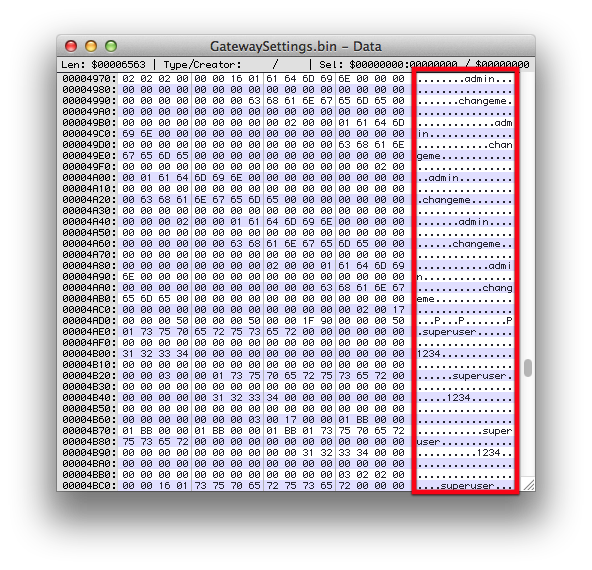 GatewaySettings.bin – Data
Len: $00006563 | Type/Creator: / | Sel: $00000000:00000000 / $00000000
00004970: 02 02 02 00 00 00 16 01 61 64 6D 69 6E 00 00 00 ........admin...
00004980: 00 00 00 00 00 00 00 00 00 00 00 00 00 00 00 00 ................
00004990: 00 00 00 00 00 00 63 68 61 6E 67 65 6D 65 00 00 ......changeme..
000049A0: 00 00 00 00 00 00 00 00 00 00 00 00 00 00 00 00 ................
000049B0: 00 00 00 00 00 00 00 00 00 02 00 00 01 61 64 6D .............adm
000049C0: 69 6E 00 00 00 00 00 00 00 00 00 00 00 00 00 00 in..............
000049D0: 00 00 00 00 00 00 00 00 00 00 00 00 63 68 61 6E ............chan
000049E0: 67 65 6D 65 00 00 00 00 00 00 00 00 00 00 00 00 geme............
000049F0: 00 00 00 00 00 00 00 00 00 00 00 00 00 00 02 00 ................
00004A00: 00 01 61 64 6D 69 6E 00 00 00 00 00 00 00 00 00 ..admin.........
00004A10: 00 00 00 00 00 00 00 00 00 00 00 00 00 00 00 00 ................
00004A20: 00 63 68 61 6E 67 65 6D 65 00 00 00 00 00 00 00 .changeme.......
00004A30: 00 00 00 00 00 00 00 00 00 00 00 00 00 00 00 00 ................
00004A40: 00 00 00 02 00 00 01 61 64 6D 69 6E 00 00 00 00 .......admin....
00004A50: 00 00 00 00 00 00 00 00 00 00 00 00 00 00 00 00 ................
00004A60: 00 00 00 00 00 63 68 61 6E 67 65 6D 65 00 00 00 .....changeme...
00004A70: 00 00 00 00 00 00 00 00 00 00 00 00 00 00 00 00 ................
00004A80: 00 00 00 00 00 00 00 00 02 00 00 01 61 64 6D 69 ............admi
00004A90: 6E 00 00 00 00 00 00 00 00 00 00 00 00 00 00 00 n...............
00004AA0: 00 00 00 00 00 00 00 00 00 00 00 63 68 61 6E 67 ...........chang
00004AB0: 65 6D 65 00 00 00 00 00 00 00 00 00 00 00 00 00 eme.............
00004AC0: 00 00 00 00 00 00 00 00 00 00 00 00 00 02 00 17 ................
00004AD0: 00 00 00 50 00 00 00 50 00 00 1F 90 00 00 00 50 ...P...P.......P
00004AE0: 01 73 75 70 65 72 75 73 65 72 00 00 00 00 00 00 .superuser......
00004AF0: 00 00 00 00 00 00 00 00 00 00 00 00 00 00 00 00 ................
00004B00: 31 32 33 34 00 00 00 00 00 00 00 00 00 00 00 00 1234............
00004B10: 00 00 00 00 00 00 00 00 00 00 00 00 00 00 00 00 ................
00004B20: 00 00 03 00 00 01 73 75 70 65 72 75 73 65 72 00 ......superuser.
00004B30: 00 00 00 00 00 00 00 00 00 00 00 00 00 00 00 00 ................
00004B40: 00 00 00 00 00 31 32 33 34 00 00 00 00 00 00 00 .....1234.......
00004B50: 00 00 00 00 00 00 00 00 00 00 00 00 00 00 00 00 ................
00004B60: 00 00 00 00 00 00 00 03 00 17 00 00 01 BB 00 00 ................
00004B70: 01 BB 00 00 01 BB 00 00 01 BB 01 73 75 70 65 72 ...........super
00004B80: 75 73 65 72 00 00 00 00 00 00 00 00 00 00 00 00 user............
00004B90: 00 00 00 00 00 00 00 00 00 00 31 32 33 34 00 00 ..........1234..
00004BA0: 00 00 00 00 00 00 00 00 00 00 00 00 00 00 00 00 ................
00004BB0: 00 00 00 00 00 00 00 00 00 00 00 00 03 02 02 00 ................
00004BC0: 00 00 16 01 73 75 70 65 72 75 73 65 72 00 00 00 ....superuser...